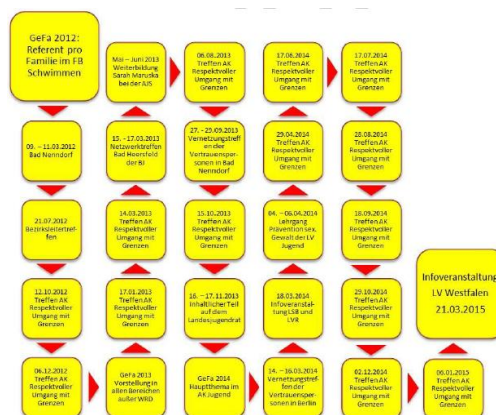 GeFa 2012:
Referent pro
Familie im FB
Schwimmen
09. – 11.03.2012
Bad Nenndorf
21.07.2012
Bezirksleitertref-
fen
12.10.2012
Treffen AK
Respektvoller
Umgang mit
Grenzen
06.12.2012
Treffen AK
Respektvoller
Umgang mit
Grenzen
GeFa 2013
Vorstellung in
allen Bereichen
außer WRD
17.01.2013
Treffen AK
Respektvoller
Umgang mit
Grenzen
14.03.2013
Treffen AK
Respektvoller
Umgang mit
Grenzen
15. -17.03.2013
Netzwerktreffen
Bad Heersfeld
der BJ
Mai – Juni 2013
Weiterbildung
Sarah Maruska
bei der AJS
06.08.2013
Treffen AK
Respektvoller
Umgang mit
Grenzen
27. -29.09.2013
Vernetzungstref
fen der
Vertrauensper-
sonen in Bad
Nenndorf
15.10.2013
Treffen AK
Respektvoller
Umgang mit
Grenzen
16. – 17.11.2013
Inhaltlicher Teil
auf dem
Landesjugendrat
GeFa 2014
Hauptthema im
AK Jugend
14. – 16.03.2014
Vernetzungstref-
fen der
Vertrauensper-
sonen in Berlin
18.03.2014
Infoveranstal-
tung LSB und
LVR
04. – 06.04.2014
Lehrgang
Prävention sex.
Gewalt der LV
Jugend
29.04.2014
Treffen AK
Respektvoller
Umgang mit
Grenzen
17.06.2014
Treffen AK
Respektvoller
Umgang mit
Grenzen
17.07.2014
Treffen AK
Respektvoller
Umgang mit
Grenzen
28.08.2014
Treffen AK
Respektvoller
Umgang mit
Grenzen
18.09.2014
Treffen AK
Respektvoller
Umgang mit
Grenzen
29.10.2014
Treffen AK
Respektvoller
Umgang mit
Grenzen
02.12.2014
Treffen AK
Respektvoller
Umgang mit
Grenzen
06.01.2015
Treffen AK
Respektvoller
Umgang mit
Grenzen
Infoveranstaltung
LV Westfalen
21.03.2015